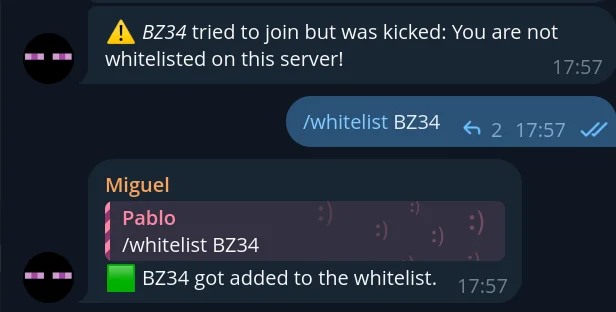 ⚠️ BZ34 tried to join but was kicked: You are not
whitelisted on this server!
17:57
/whitelist BZ34 2 17:57
Miguel
Pablo
/whitelist BZ34
🟩 BZ34 got added to the whitelist. 17:57